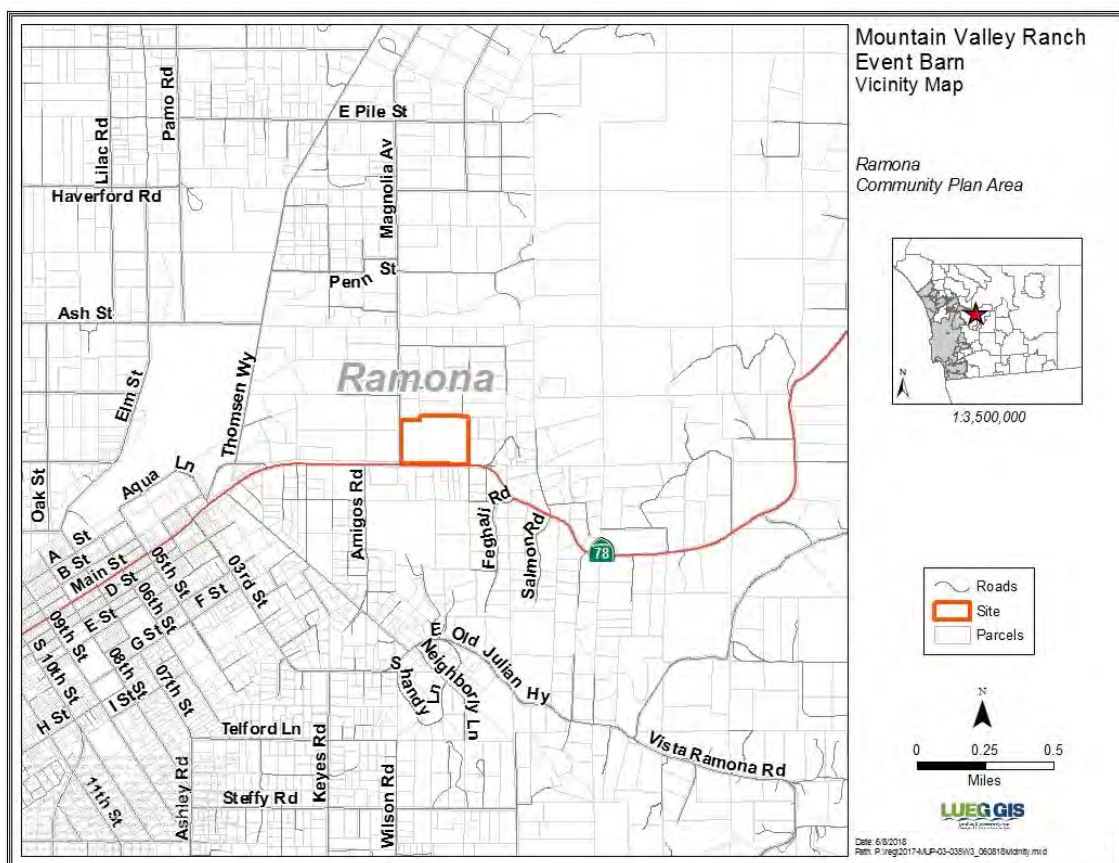 Mountain Valley Ranch
Event Barn
Vicinity Map
Ramona
Community Plan Area
N
1:3,500,000
Roads
Site
Parcels
N
0 0.25 0.5
Miles
LUEG GIS
Date: 6/8/2018
E Pile St
Pamo Rd
Lilac Rd
Magnolia Av
Haverford Rd
Penn St
Ash St
Thomsen Wy
Elm St
Ramona
Oak St
Aqua Ln
Amigos Rd
Feghali Rd
Salmon Rd
78
A St
B St
Main St
D St
E St
F St
G St
H St
I St
03rd St
05th St
06th St
07th St
08th St
09th St
S 10th St
11th St
E Old Julian Hy
Shandy Ln
Neighborly Ln
Vista Ramona Rd
Telford Ln
Keyes Rd
Steffy Rd
Ashley Rd
Wilson Rd